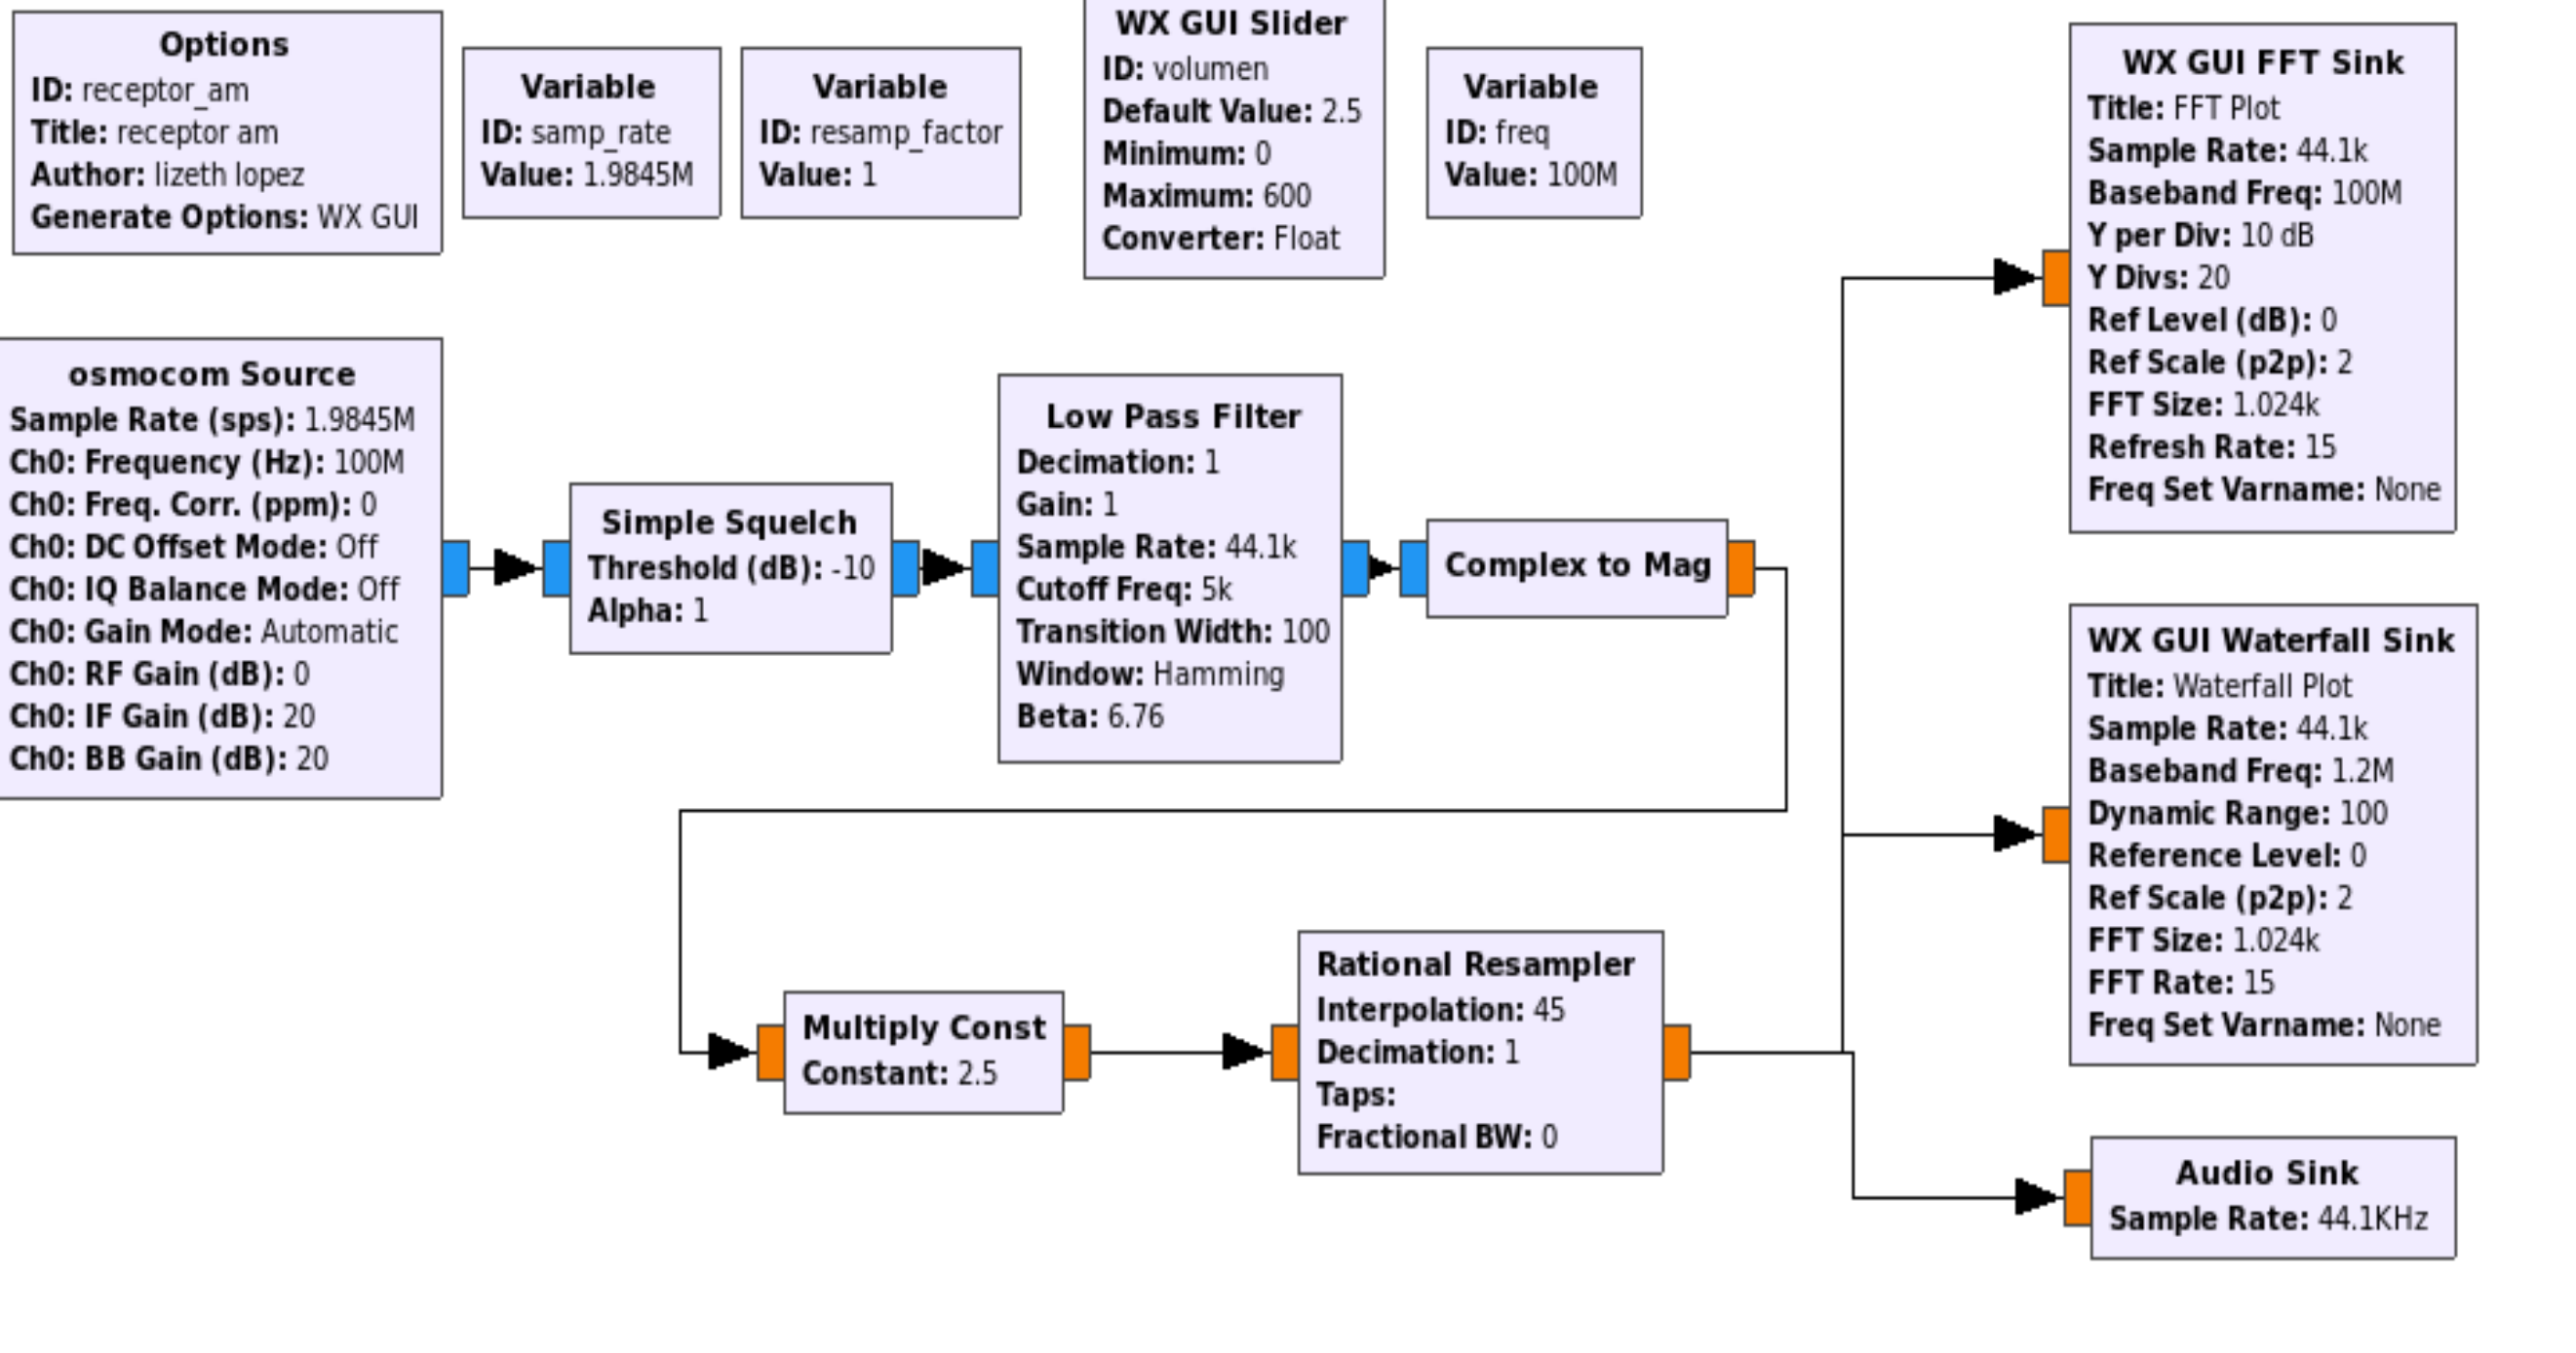 Options
ID: receptor_am
Title: receptor am
Author: lizeth lopez
Generate Options: WX GUI
Variable
ID: samp_rate
Value: 1.9845M
Variable
ID: resamp_factor
Value: 1
WX GUI Slider
ID: volumen
Default Value: 2.5
Minimum: 0
Maximum: 600
Converter: Float
Variable
ID: freq
Value: 100M
WX GUI FFT Sink
Title: FFT Plot
Sample Rate: 44.1k
Baseband Freq: 100M
Y per Div: 10 dB
Y Divs: 20
Ref Level (dB): 0
Ref Scale (p2p): 2
FFT Size: 1.024k
Refresh Rate: 15
Freq Set Varname: None
osmocom Source
Sample Rate (sps): 1.9845M
Ch0: Frequency (Hz): 100M
Ch0: Freq. Corr. (ppm): 0
Ch0: DC Offset Mode: Off
Ch0: IQ Balance Mode: Off
Ch0: Gain Mode: Automatic
Ch0: RF Gain (dB): 0
Ch0: IF Gain (dB): 20
Ch0: BB Gain (dB): 20
Simple Squelch
Threshold (dB): -10
Alpha: 1
Low Pass Filter
Decimation: 1
Gain: 1
Sample Rate: 44.1k
Cutoff Freq: 5k
Transition Width: 100
Window: Hamming
Beta: 6.76
Complex to Mag
WX GUI Waterfall Sink
Title: Waterfall Plot
Sample Rate: 44.1k
Baseband Freq: 1.2M
Dynamic Range: 100
Reference Level: 0
Ref Scale (p2p): 2
FFT Size: 1.024k
FFT Rate: 15
Freq Set Varname: None
Multiply Const
Constant: 2.5
Rational Resampler
Interpolation: 45
Decimation: 1
Taps:
Fractional BW: 0
Audio Sink
Sample Rate: 44.1KHz